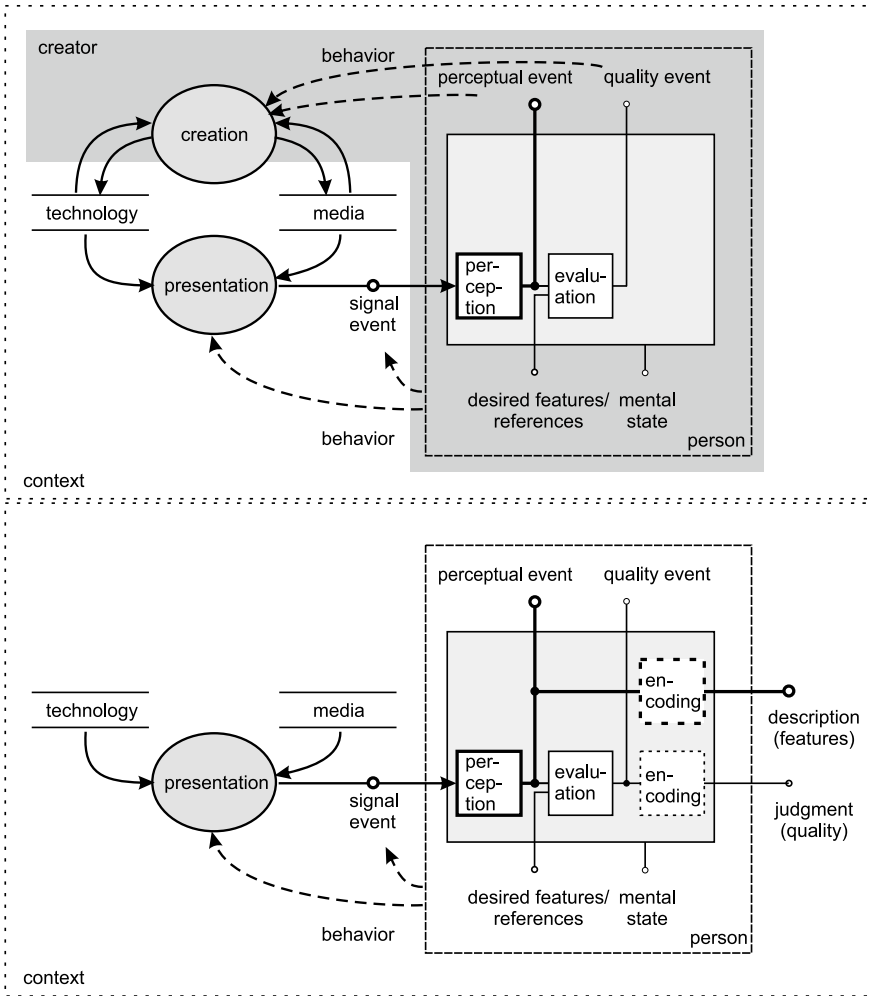 creator
behavior
perceptual event
quality event
creation
technology
media
per-
cep-
tion
evalu-
ation
presentation
signal
event
desired features/
references
mental
state
behavior
person
context
perceptual event
quality event
en-
coding
technology
media
description
(features)
per-
cep-
tion
evalu-
ation
en-
coding
presentation
signal
event
judgment
(quality)
desired features/
references
mental
state
behavior
person
context